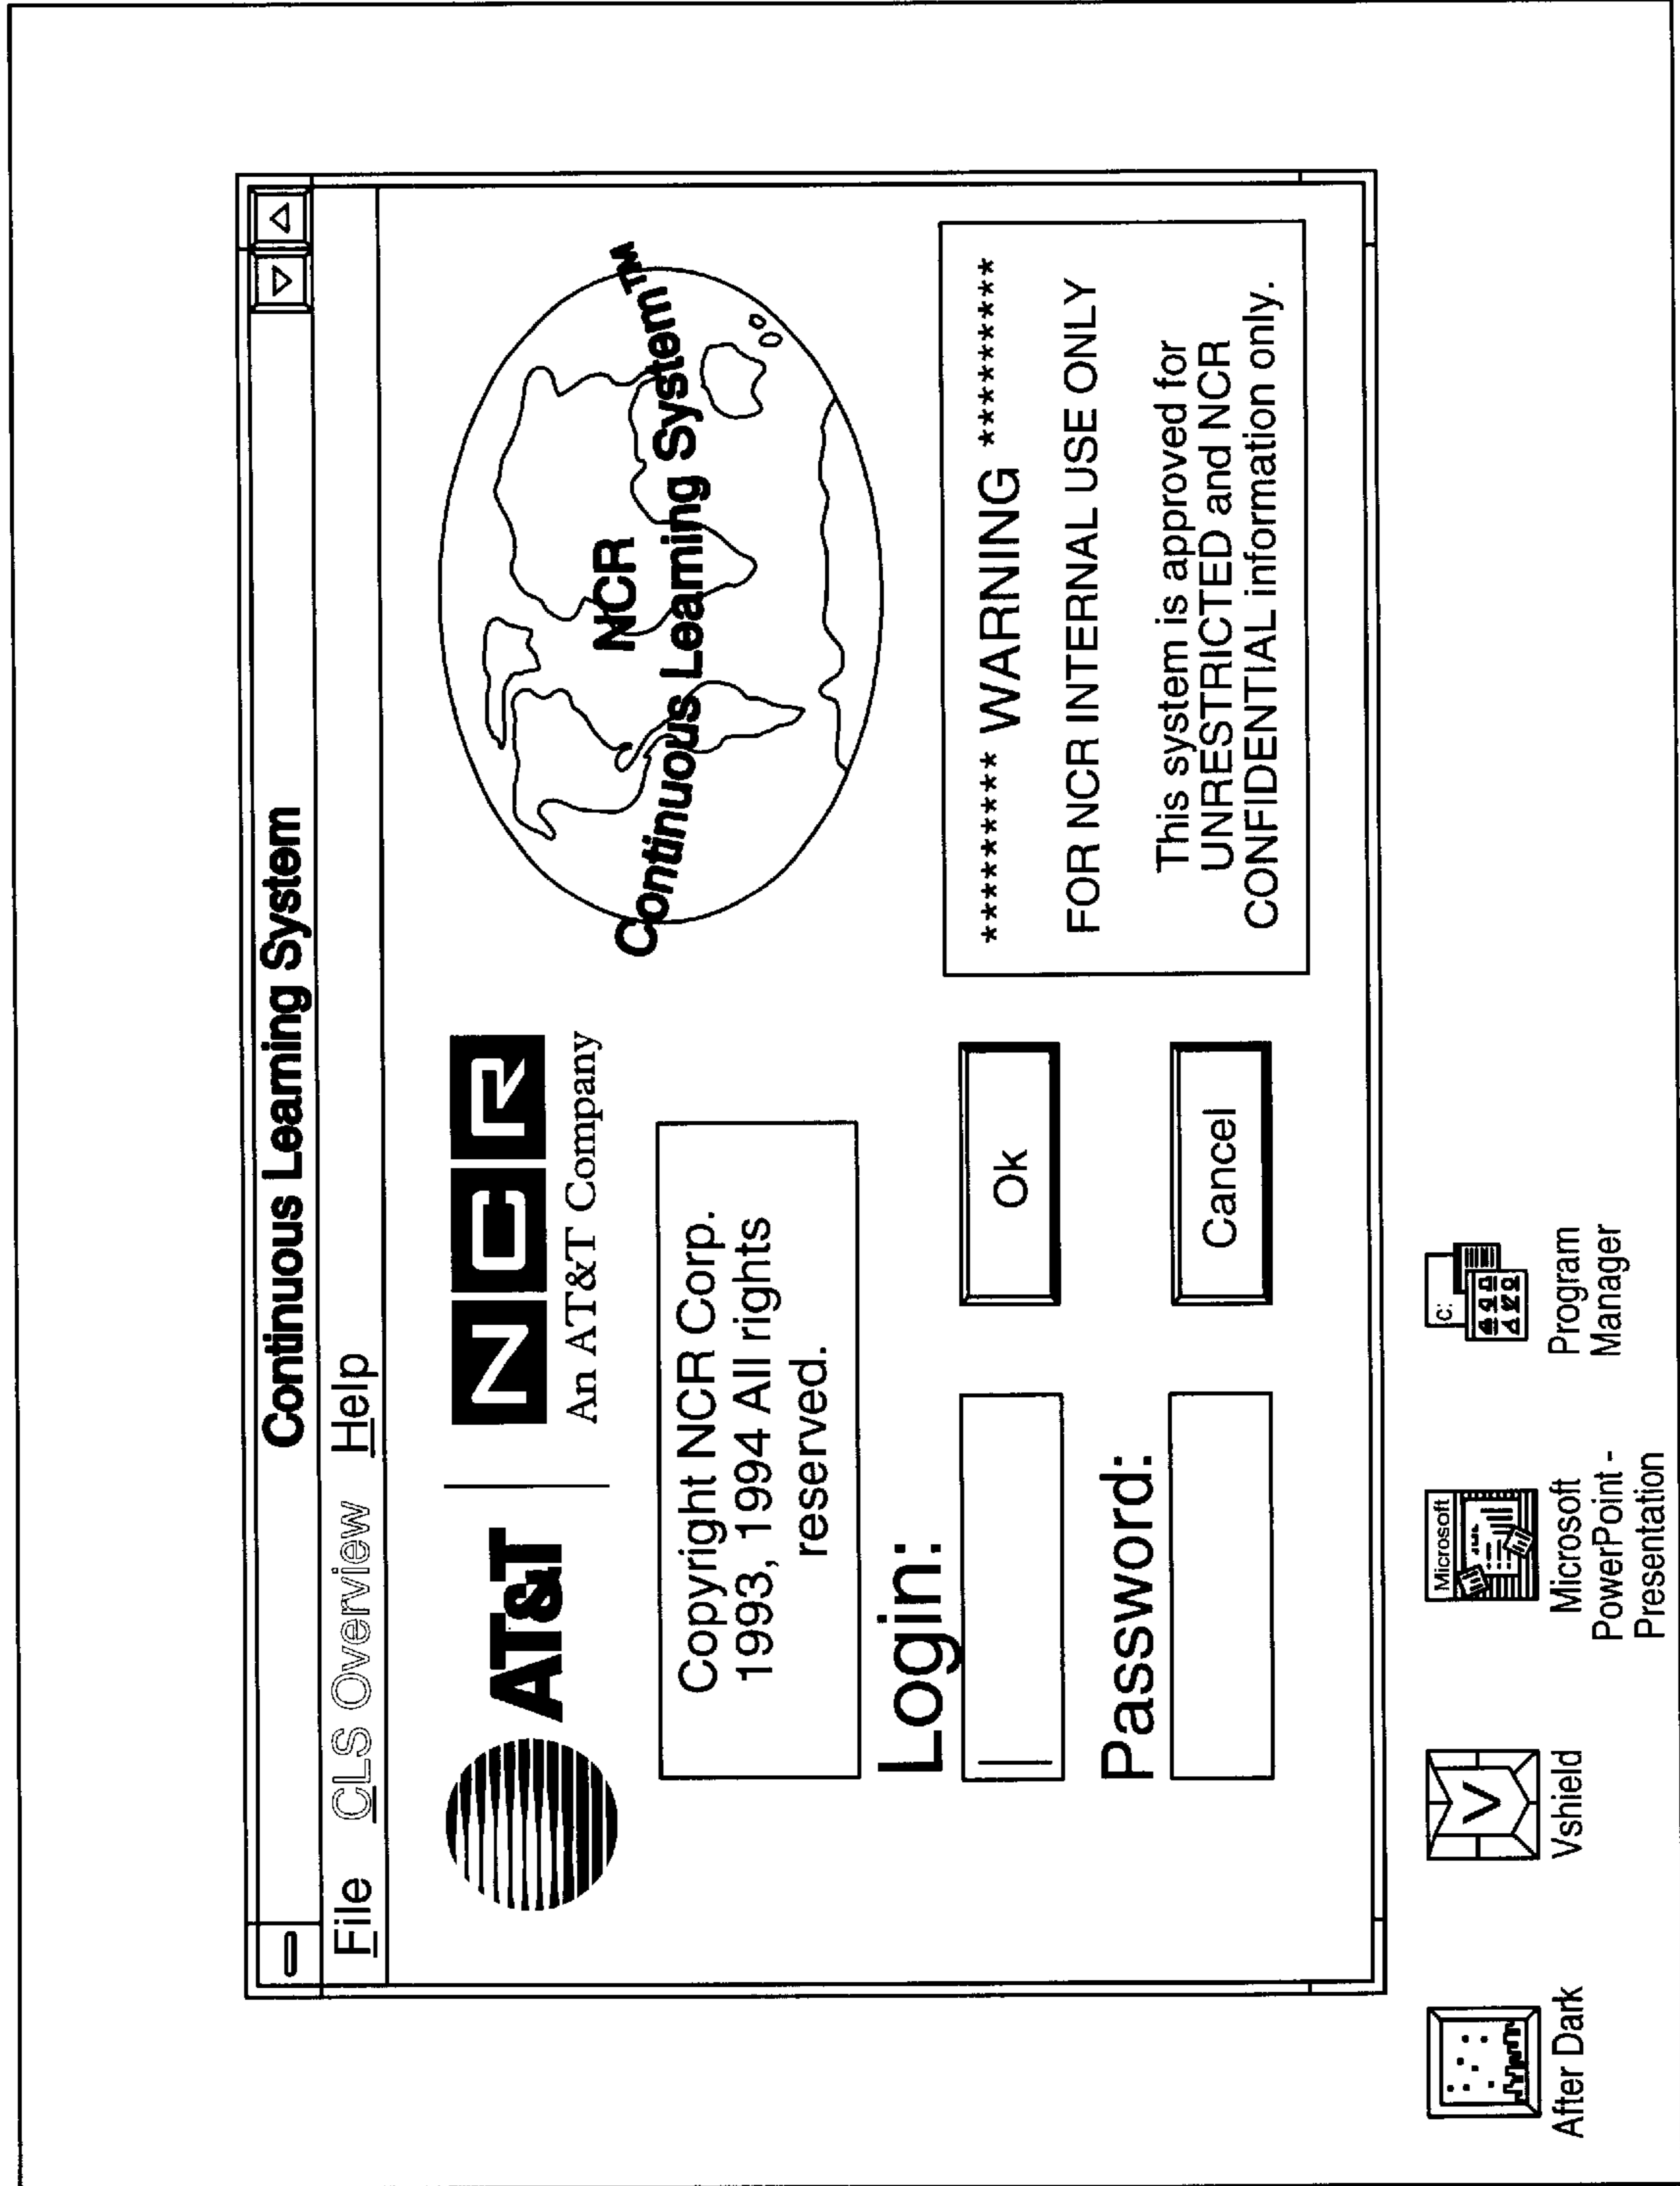 Continuous Learning System
File CLS Overview Help
AT&T
NCR
An AT&T Company
NCR
Continuous Learning System™
Copyright NCR Corp.
1993, 1994 All rights
reserved.
Login:
Ok
Password:
Cancel
********* WARNING *********
FOR NCR INTERNAL USE ONLY
This system is approved for
UNRESTRICTED and NCR
CONFIDENTIAL information only.
After Dark
V
Vshield
Microsoft
Microsoft
PowerPoint -
Presentation
C:
Program
Manager